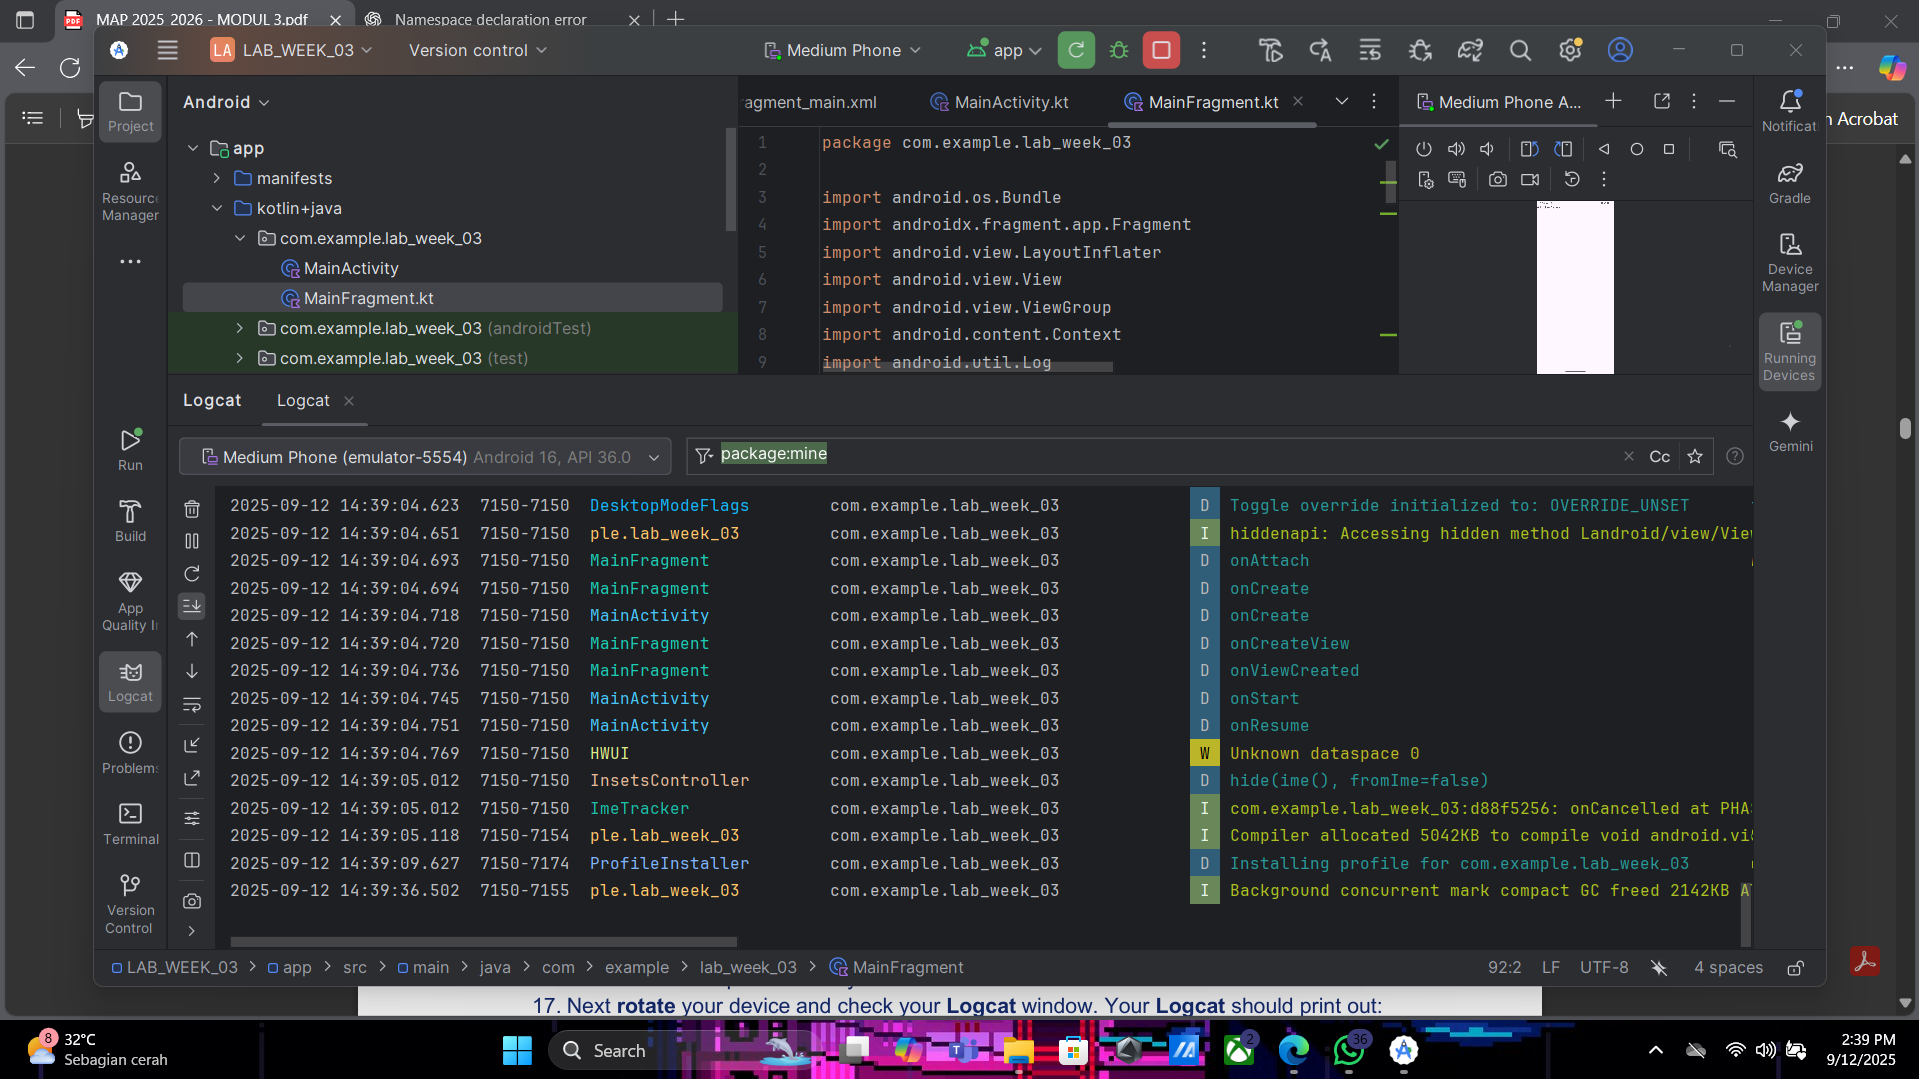 MAP 2025_2026 - MODUL 3.pdf
Namespace declaration error
LA LAB_WEEK_03
Version control
Medium Phone
app
n Acrobat
Project
Resource Manager
Run
Build
App Quality
Logcat
Problems
Terminal
Version Control
Android
app
manifests
kotlin+java
com.example.lab_week_03
MainActivity
MainFragment.kt
com.example.lab_week_03 (androidTest)
com.example.lab_week_03 (test)
ragment_main.xml
MainActivity.kt
MainFragment.kt
1 package com.example.lab_week_03
2
3 import android.os.Bundle
4 import androidx.fragment.app.Fragment
5 import android.view.LayoutInflater
6 import android.view.View
7 import android.view.ViewGroup
8 import android.content.Context
9 import android.util.Log
Medium Phone A...
Notificat
Gradle
Device Manager
Running Devices
Gemini
Logcat
Logcat
Medium Phone (emulator-5554) Android 16, API 36.0
package:mine
Cc
2025-09-12 14:39:04.623 7150-7150 DesktopModeFlags com.example.lab_week_03 D Toggle override initialized to: OVERRIDE_UNSET
2025-09-12 14:39:04.651 7150-7150 ple.lab_week_03 com.example.lab_week_03 I hiddenapi: Accessing hidden method Landroid/view/View
2025-09-12 14:39:04.693 7150-7150 MainFragment com.example.lab_week_03 D onAttach
2025-09-12 14:39:04.694 7150-7150 MainFragment com.example.lab_week_03 D onCreate
2025-09-12 14:39:04.718 7150-7150 MainActivity com.example.lab_week_03 D onCreate
2025-09-12 14:39:04.720 7150-7150 MainFragment com.example.lab_week_03 D onCreateView
2025-09-12 14:39:04.736 7150-7150 MainFragment com.example.lab_week_03 D onViewCreated
2025-09-12 14:39:04.745 7150-7150 MainActivity com.example.lab_week_03 D onStart
2025-09-12 14:39:04.751 7150-7150 MainActivity com.example.lab_week_03 D onResume
2025-09-12 14:39:04.769 7150-7150 HWUI com.example.lab_week_03 W Unknown dataspace 0
2025-09-12 14:39:05.012 7150-7150 InsetsController com.example.lab_week_03 D hide(ime(), fromIme=false)
2025-09-12 14:39:05.012 7150-7150 ImeTracker com.example.lab_week_03 I com.example.lab_week_03:d88f5256: onCancelled at PHA
2025-09-12 14:39:05.118 7150-7154 ple.lab_week_03 com.example.lab_week_03 I Compiler allocated 5042KB to compile void android.vi
2025-09-12 14:39:09.627 7150-7174 ProfileInstaller com.example.lab_week_03 D Installing profile for com.example.lab_week_03
2025-09-12 14:39:36.502 7150-7155 ple.lab_week_03 com.example.lab_week_03 I Background concurrent mark compact GC freed 2142KB A
LAB_WEEK_03 > app > src > main > java > com > example > lab_week_03 > MainFragment
92:2 LF UTF-8 4 spaces
17. Next rotate your device and check your Logcat window. Your Logcat should print out:
8
32°C
Sebagian cerah
Search
2
36
2:39 PM
9/12/2025